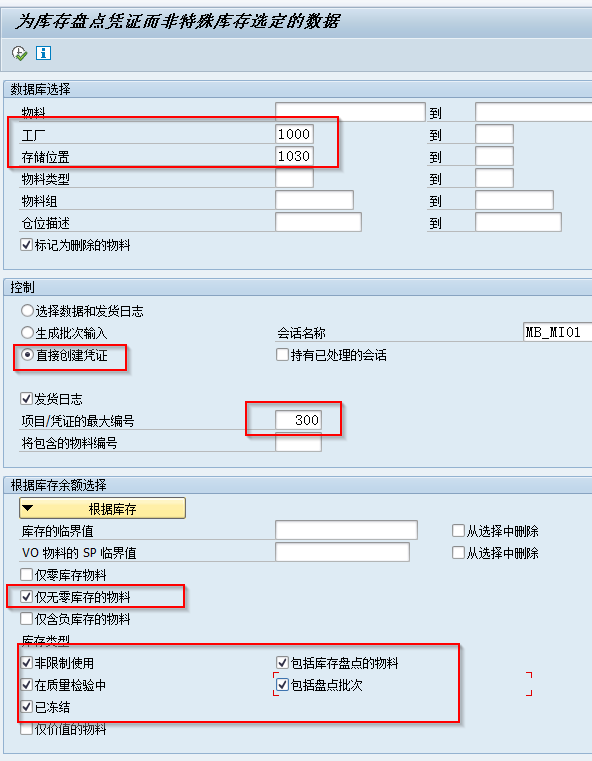 为库存盘点凭证而非特殊库存选定的数据
数据库选择
物料 到
工厂 1000 到
存储位置 1030 到
物料类型 到
物料组 到
仓位描述 到
标记为删除的物料
控制
选择数据和发货日志
生成批次输入 会话名称 MB_MI01
直接创建凭证 持有已处理的会话
发货日志
项目/凭证的最大编号 300
将包含的物料编号
根据库存余额选择
根据库存
库存的临界值 从选择中删除
VO 物料的 SP 临界值 从选择中删除
仅零库存物料
仅无零库存的物料
仅含负库存的物料
库存类型
非限制使用 包括库存盘点的物料
在质量检验中 包括盘点批次
已冻结
仅价值的物料